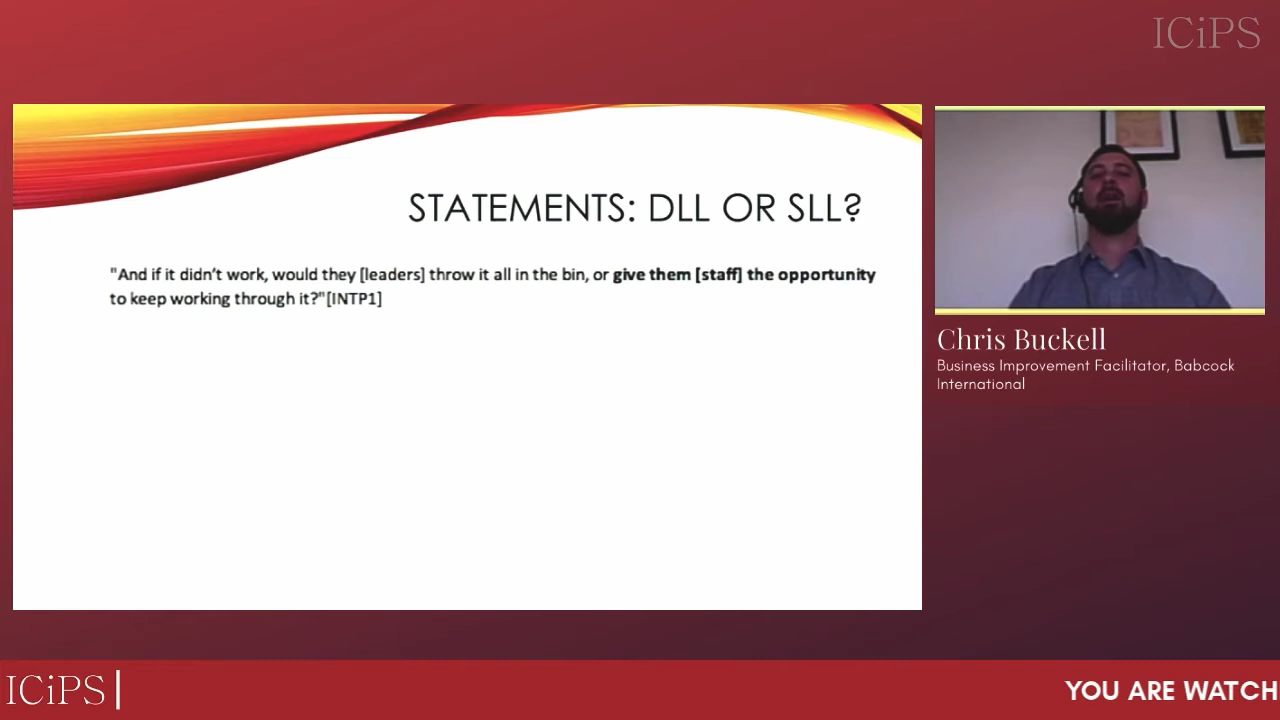 ICiPS
STATEMENTS: DLL OR SLL?
"And if it didn't work, would they [leaders] throw it all in the bin, or give them [staff] the opportunity
to keep working through it?"[INTP1]
Chris Buckell
Business Improvement Facilitator, Babcock
International
ICiPS
YOU ARE WATCH